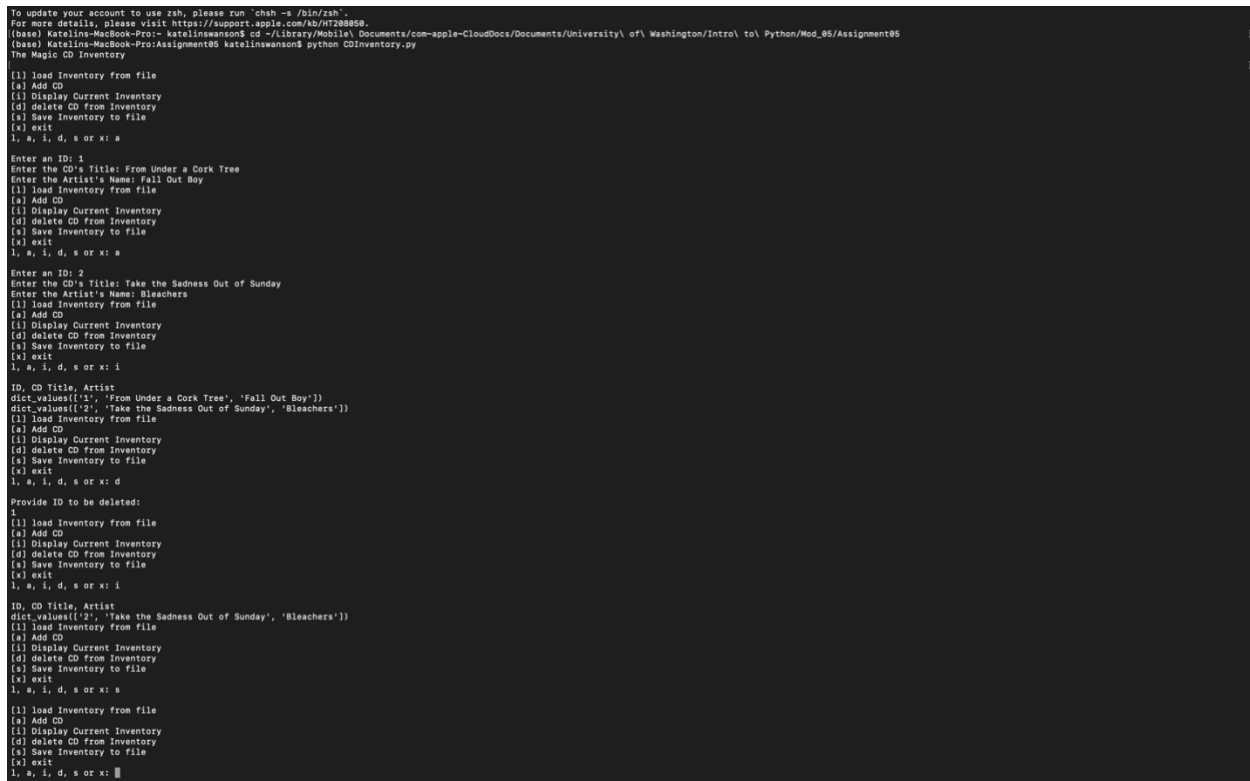 To update your account to use zsh, please run `chsh -s /bin/zsh`.
For more details, please visit https://support.apple.com/kb/HT208050.
(base) Katelins-MacBook-Pro:~ katelinswanson$ cd ~/Library/Mobile\ Documents/com~apple~CloudDocs/Documents/University\ of\ Washington/Intro\ to\ Python/Mod_05/Assignment05
(base) Katelins-MacBook-Pro:Assignment05 katelinswanson$ python CDInventory.py
The Magic CD Inventory
[l] load Inventory from file
[a] Add CD
[i] Display Current Inventory
[d] delete CD from Inventory
[s] Save Inventory to file
[x] exit
l, a, i, d, s or x: a
Enter an ID: 1
Enter the CD's Title: From Under a Cork Tree
Enter the Artist's Name: Fall Out Boy
[l] load Inventory from file
[a] Add CD
[i] Display Current Inventory
[d] delete CD from Inventory
[s] Save Inventory to file
[x] exit
l, a, i, d, s or x: a
Enter an ID: 2
Enter the CD's Title: Take the Sadness Out of Sunday
Enter the Artist's Name: Bleachers
[l] load Inventory from file
[a] Add CD
[i] Display Current Inventory
[d] delete CD from Inventory
[s] Save Inventory to file
[x] exit
l, a, i, d, s or x: i
ID, CD Title, Artist
dict_values(['1', 'From Under a Cork Tree', 'Fall Out Boy'])
dict_values(['2', 'Take the Sadness Out of Sunday', 'Bleachers'])
[l] load Inventory from file
[a] Add CD
[i] Display Current Inventory
[d] delete CD from Inventory
[s] Save Inventory to file
[x] exit
l, a, i, d, s or x: d
Provide ID to be deleted:
1
[l] load Inventory from file
[a] Add CD
[i] Display Current Inventory
[d] delete CD from Inventory
[s] Save Inventory to file
[x] exit
l, a, i, d, s or x: i
ID, CD Title, Artist
dict_values(['2', 'Take the Sadness Out of Sunday', 'Bleachers'])
[l] load Inventory from file
[a] Add CD
[i] Display Current Inventory
[d] delete CD from Inventory
[s] Save Inventory to file
[x] exit
l, a, i, d, s or x: s
[l] load Inventory from file
[a] Add CD
[i] Display Current Inventory
[d] delete CD from Inventory
[s] Save Inventory to file
[x] exit
l, a, i, d, s or x: